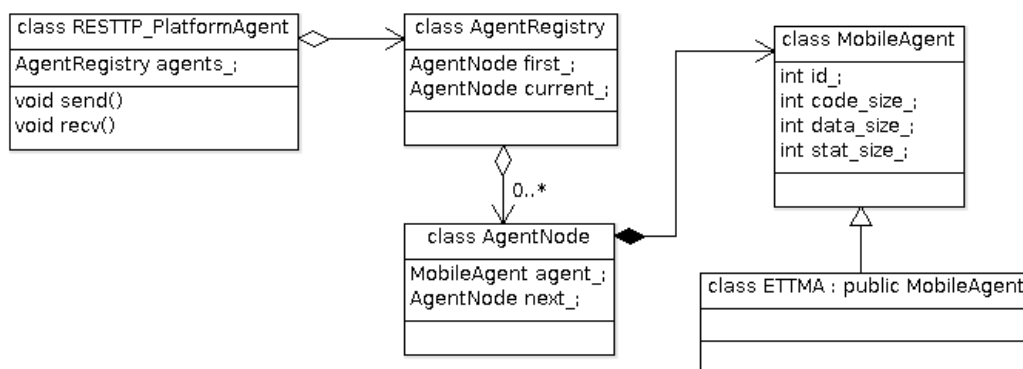 class RESTTP_PlatformAgent
AgentRegistry agents_;
void send()
void recv()
class AgentRegistry
AgentNode first_;
AgentNode current_;
0..*
class AgentNode
MobileAgent agent_;
AgentNode next_;
class MobileAgent
int id_;
int code_size_;
int data_size_;
int stat_size_;
class ETTMA : public MobileAgent